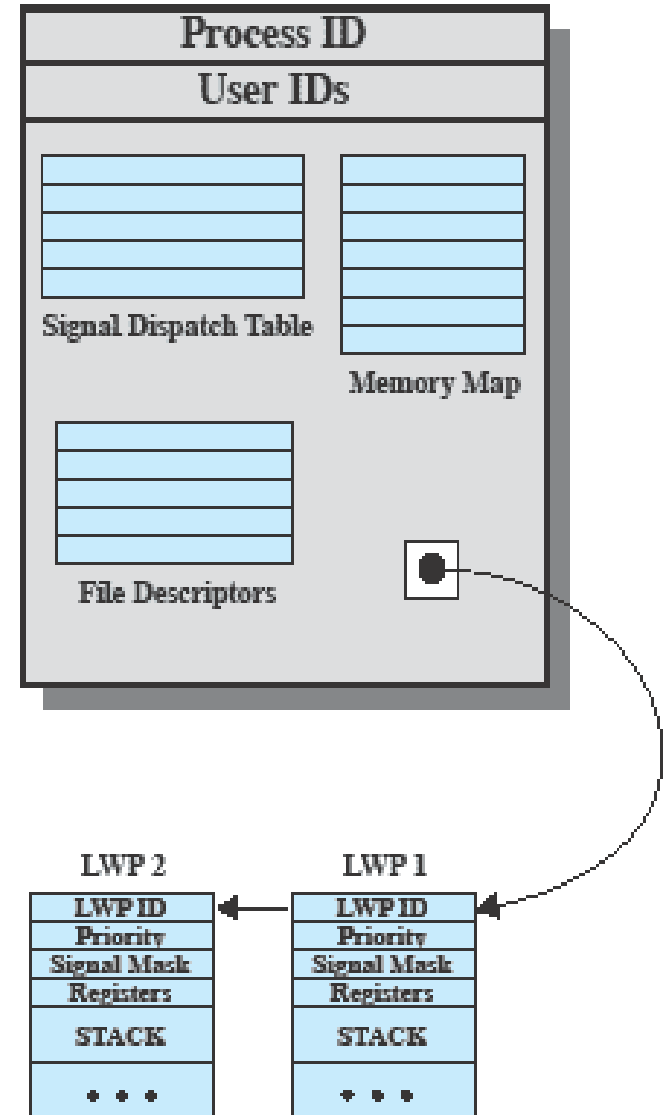 Process ID
User IDs
Signal Dispatch Table
Memory Map
File Descriptors
LWP 2
LWP 1
LWP ID
LWP ID
Priority
Priority
Signal Mask
Signal Mask
Registers
Registers
STACK
STACK
• • •
• • •